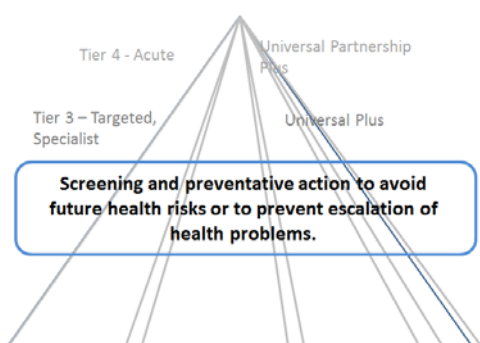 Tier 4 - Acute
Universal Partnership
Plus
Tier 3 – Targeted,
Specialist
Universal Plus
Screening and preventative action to avoid
future health risks or to prevent escalation of
health problems.